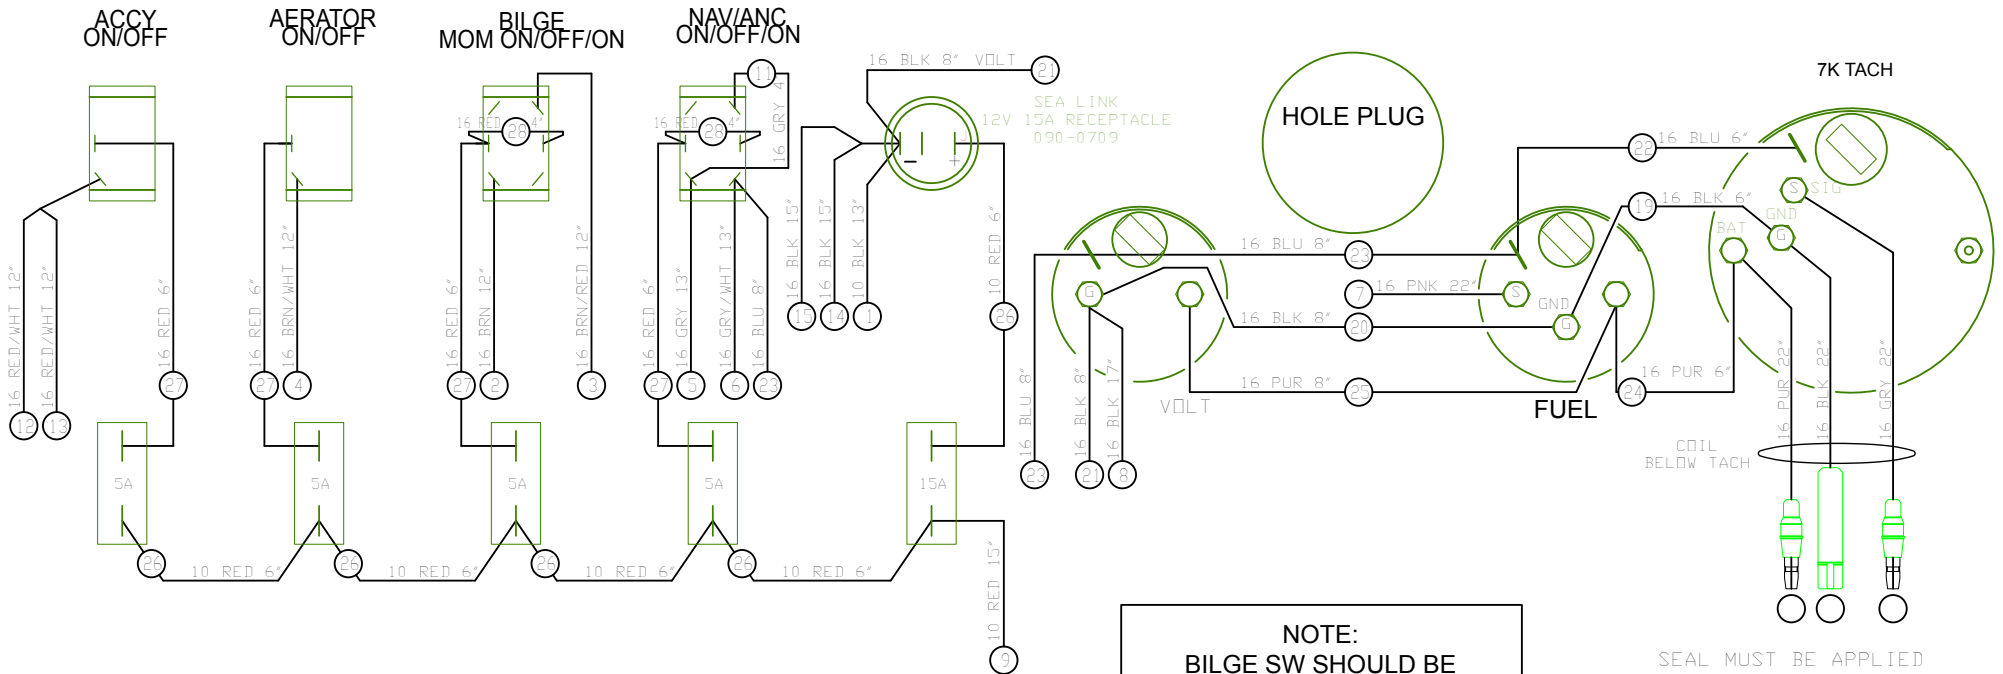 ACCY
ON/OFF
AERATOR
ON/OFF
BILGE
MOM ON/OFF/ON
NAV/ANC
ON/OFF/ON
16 BLK 8" VOLT
21
SEA LINK
12V 15A RECEPTACLE
090-0709
HOLE PLUG
7K TACH
11
16 GRY 4"
16 RED 4"
28
16 RED 4"
28
22
16 BLU 6"
S SIG
19
16 BLK 6"
GND
G
BAT
16 BLU 8"
23
7
16 PNK 22"
S
GND
G
G
16 BLK 8"
20
16 PUR 8"
25
VOLT
FUEL
24
16 PUR 6"
16 RED/WHT 12"
12
16 RED/WHT 12"
13
16 RED 6"
27
16 RED 6"
27
16 BRN/WHT 12"
4
16 RED 6"
27
16 BRN 12"
2
16 BRN/RED 12"
3
16 RED 6"
27
16 GRY 13"
5
16 GRY/WHT 13"
6
16 BLU 8"
23
16 BLK 15"
15
16 BLK 15"
14
10 BLK 13"
1
- +
10 RED 6"
26
16 BLU 8"
23
16 BLK 8"
21
16 BLK 17"
8
16 PUR 22"
16 BLK 22"
16 GRY 22"
COIL
BELOW TACH
5A
5A
5A
5A
15A
26
10 RED 6"
26
10 RED 6"
26
10 RED 6"
26
10 RED 6"
10 RED 15"
9
NOTE:
BILGE SW SHOULD BE
SEAL MUST BE APPLIED